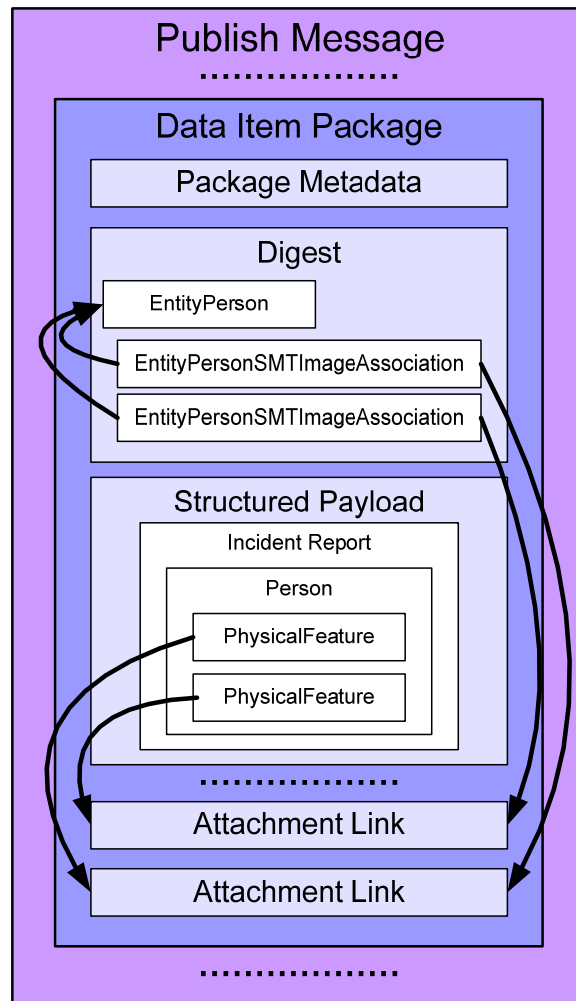 Publish Message
....................
Data Item Package
Package Metadata
Digest
EntityPerson
EntityPersonSMTImageAssociation
EntityPersonSMTImageAssociation
Structured Payload
Incident Report
Person
PhysicalFeature
PhysicalFeature
....................
Attachment Link
Attachment Link
....................